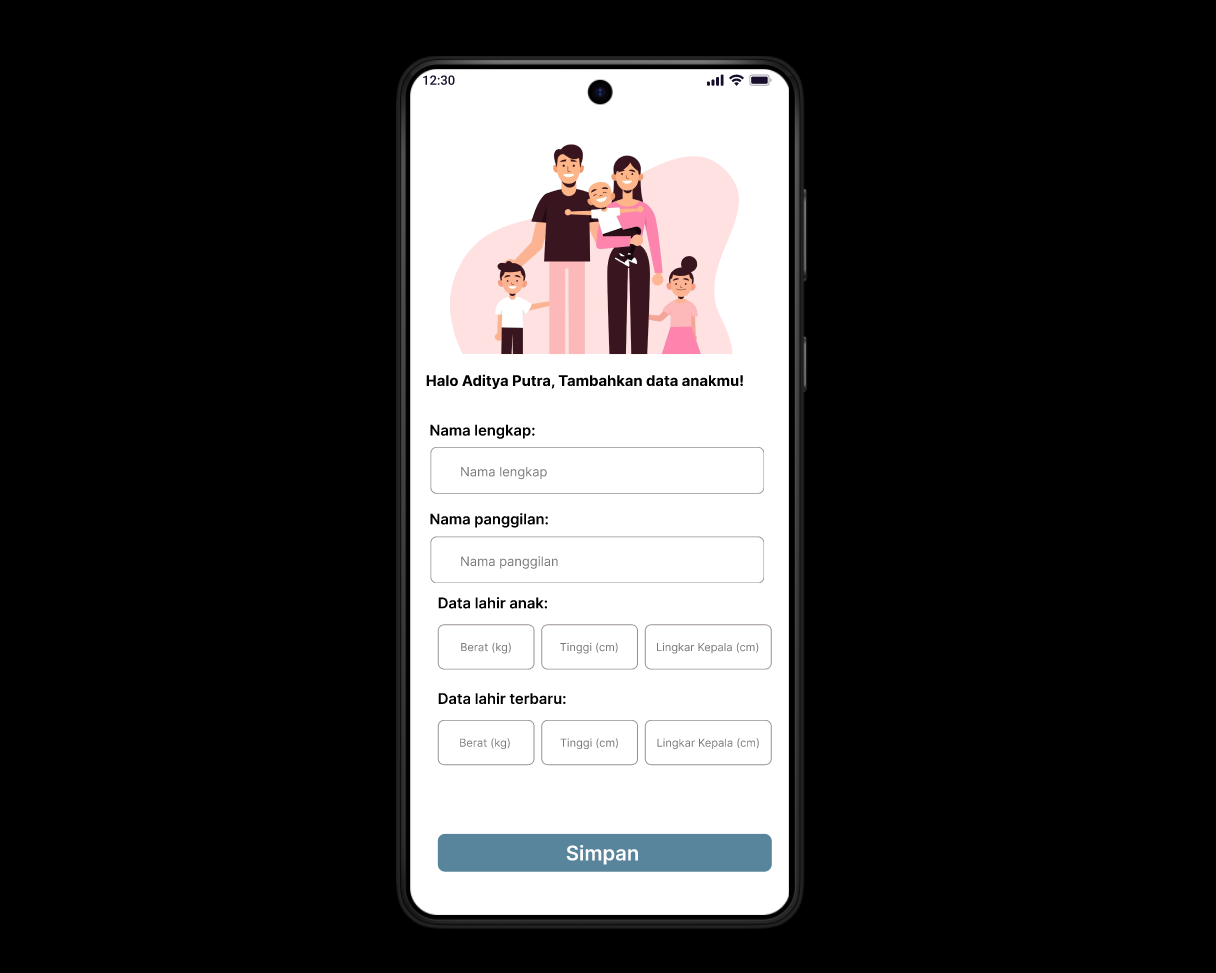 12:30
Halo Aditya Putra, Tambahkan data anakmu!
Nama lengkap:
Nama lengkap
Nama panggilan:
Nama panggilan
Data lahir anak:
Berat (kg) Tinggi (cm) Lingkar Kepala (cm)
Data lahir terbaru:
Berat (kg) Tinggi (cm) Lingkar Kepala (cm)
Simpan